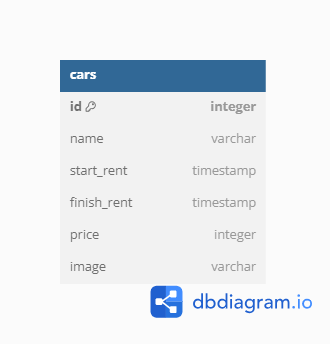 cars
id integer
name varchar
start_rent timestamp
finish_rent timestamp
price integer
image varchar
dbdiagram.io